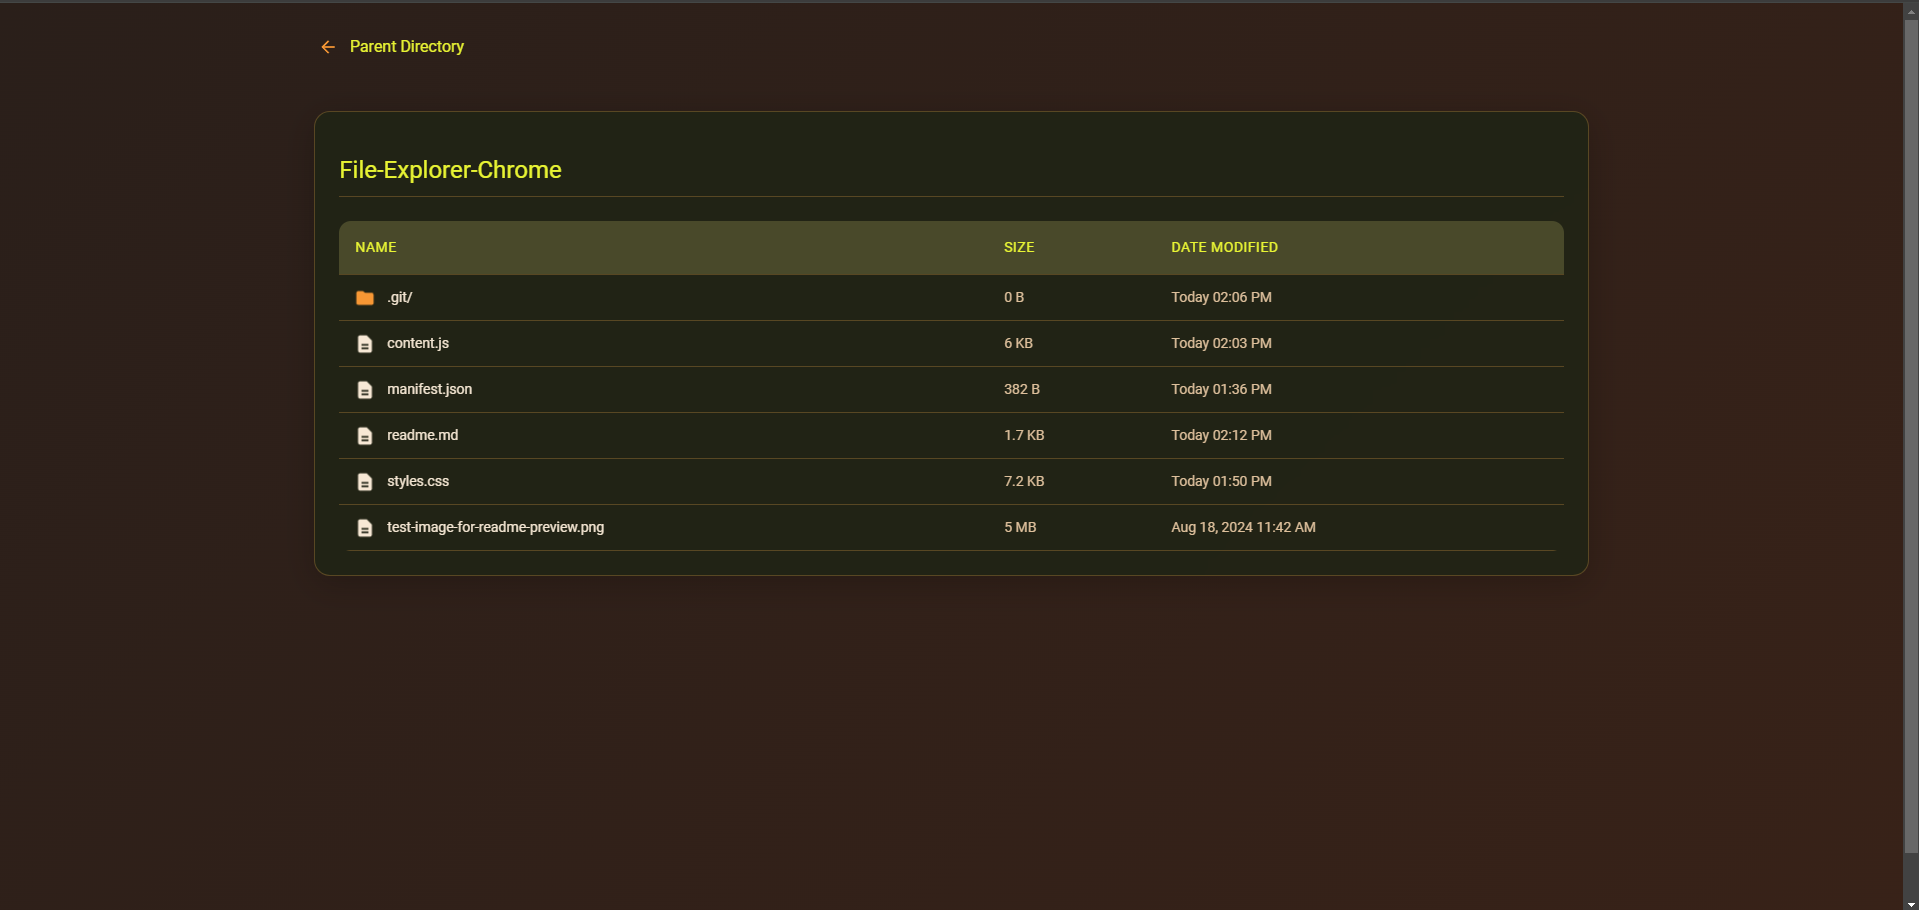 Parent Directory
File-Explorer-Chrome
NAME SIZE DATE MODIFIED
.git/ 0 B Today 02:06 PM
content.js 6 KB Today 02:03 PM
manifest.json 382 B Today 01:36 PM
readme.md 1.7 KB Today 02:12 PM
styles.css 7.2 KB Today 01:50 PM
test-image-for-readme-preview.png 5 MB Aug 18, 2024 11:42 AM